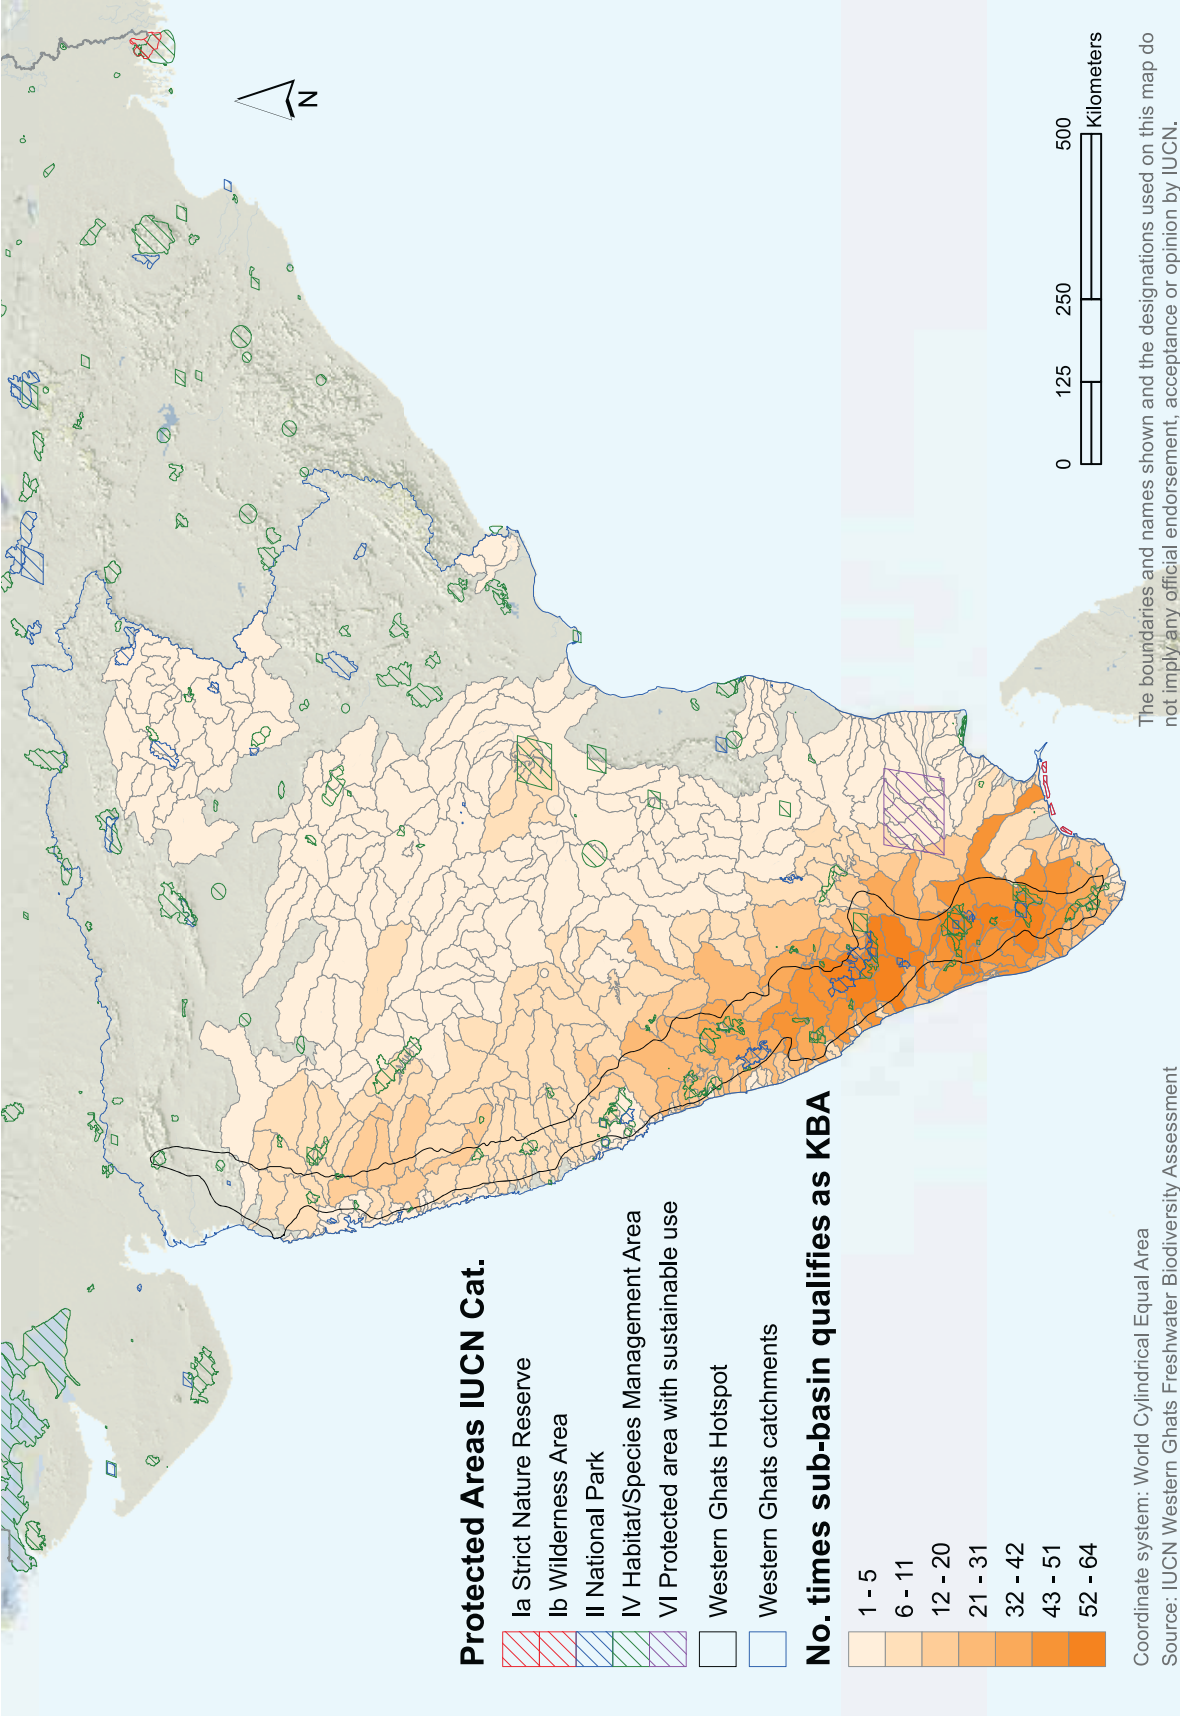 N
Protected Areas IUCN Cat.
Ia Strict Nature Reserve
Ib Wilderness Area
II National Park
IV Habitat/Species Management Area
VI Protected area with sustainable use
Western Ghats Hotspot
Western Ghats catchments
No. times sub-basin qualifies as KBA
1 - 5
6 - 11
12 - 20
21 - 31
32 - 42
43 - 51
52 - 64
0 125 250 500
Kilometers
Coordinate system: World Cylindrical Equal Area
Source: IUCN Western Ghats Freshwater Biodiversity Assessment
The boundaries and names shown and the designations used on this map do
not imply any official endorsement, acceptance or opinion by IUCN.